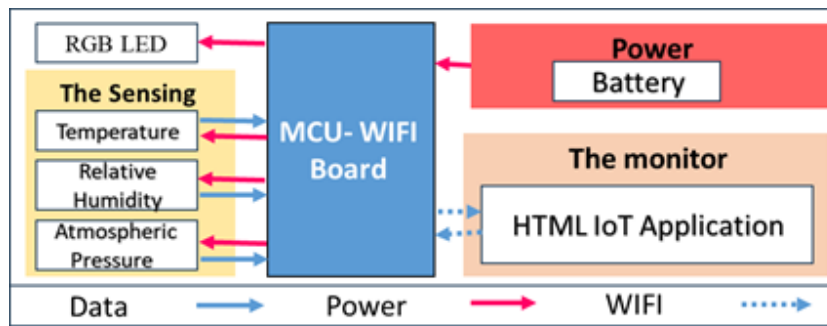 RGB LED
The Sensing
Temperature
Relative
Humidity
Atmospheric
Pressure
MCU- WIFI
Board
Power
Battery
The monitor
HTML IoT Application
Data
Power
WIFI